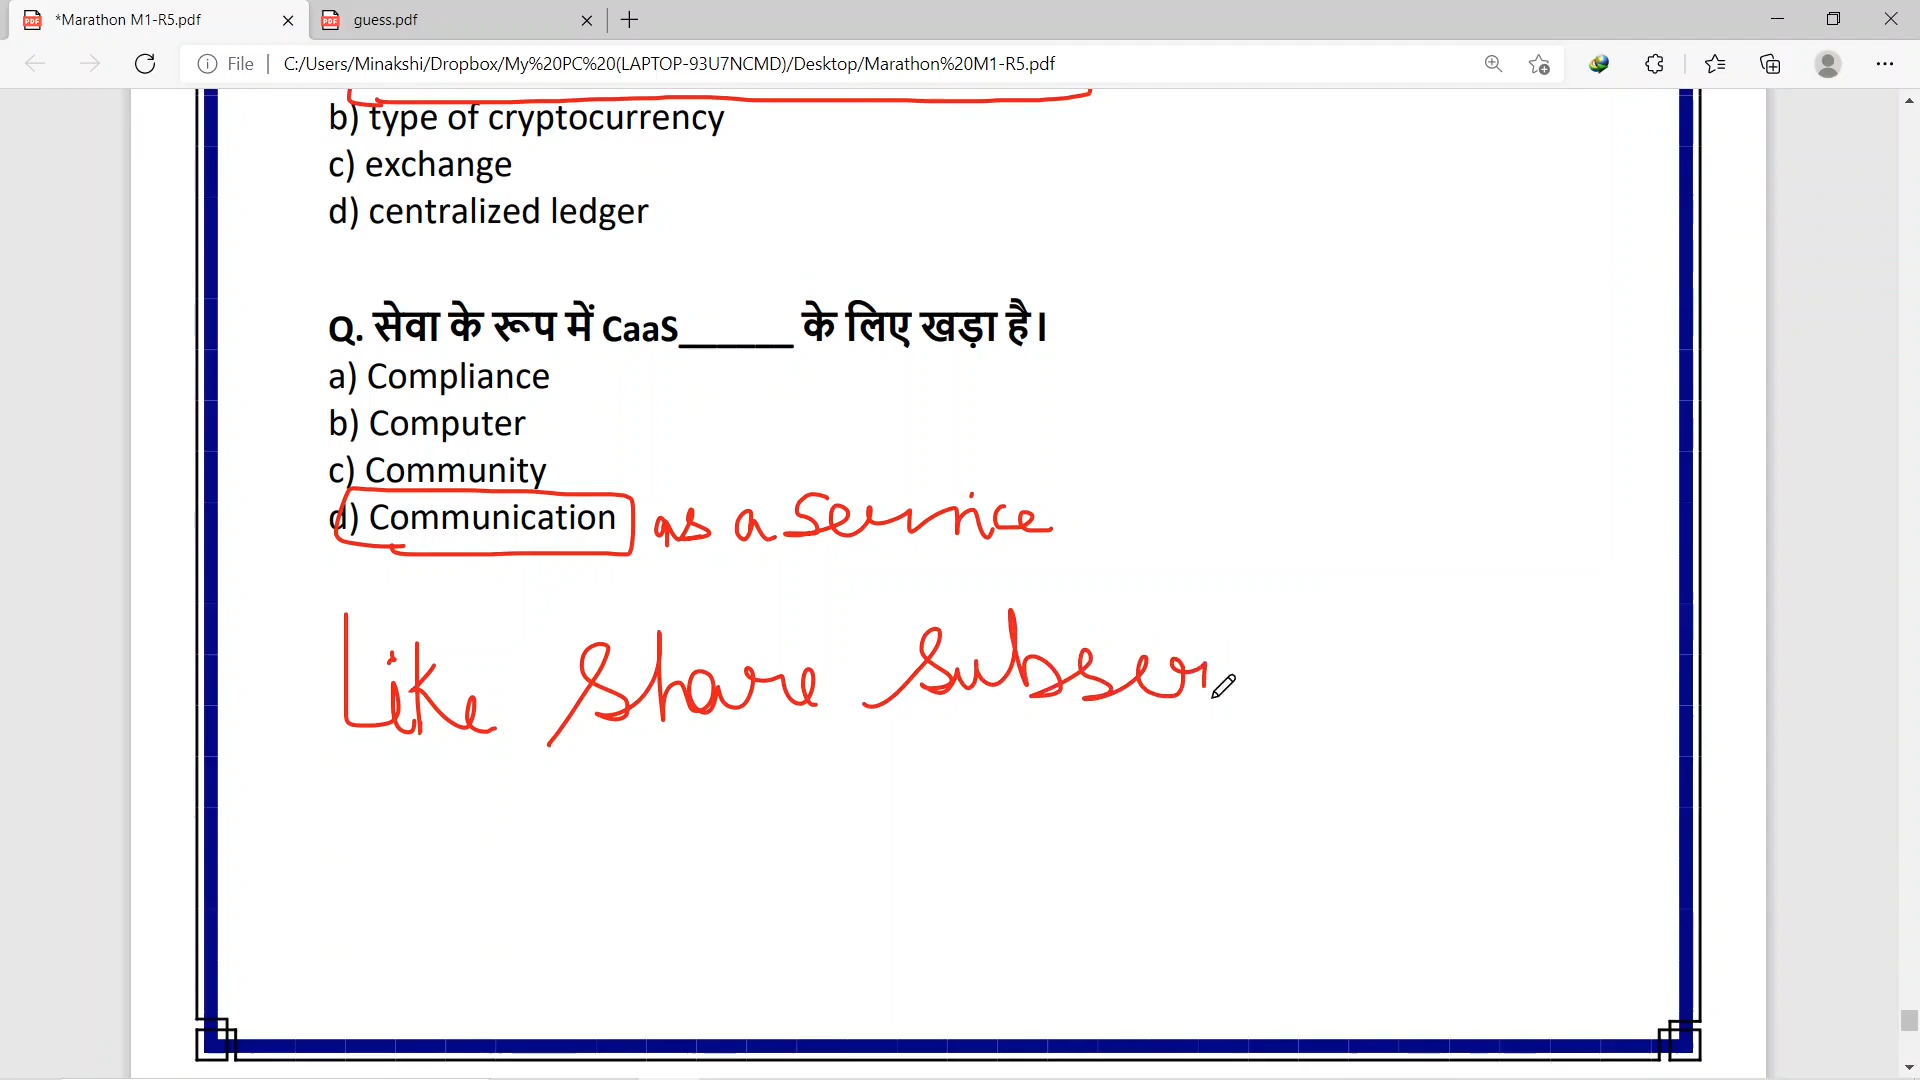 *Marathon M1-R5.pdf
guess.pdf
File
C:/Users/Minakshi/Dropbox/My%20PC%20(LAPTOP-93U7NCMD)/Desktop/Marathon%20M1-R5.pdf
b) type of cryptocurrency
c) exchange
d) centralized ledger
Q. सेवा के रूप में CaaS______ के लिए खड़ा है।
a) Compliance
b) Computer
c) Community
d) Communication as a Service
Like Share Subscr